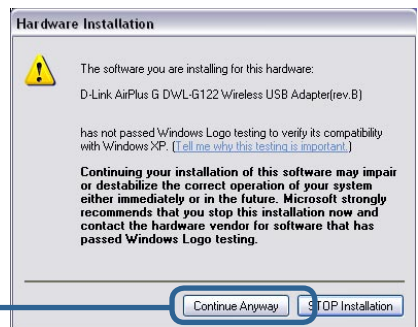 Hardware Installation
The software you are installing for this hardware:
D-Link AirPlus G DWL-G122 Wireless USB Adapter(rev.B)
has not passed Windows Logo testing to verify its compatibility
with Windows XP. (Tell me why this testing is important.)
Continuing your installation of this software may impair
or destabilize the correct operation of your system
either immediately or in the future. Microsoft strongly
recommends that you stop this installation now and
contact the hardware vendor for software that has
passed Windows Logo testing.
Continue Anyway STOP Installation